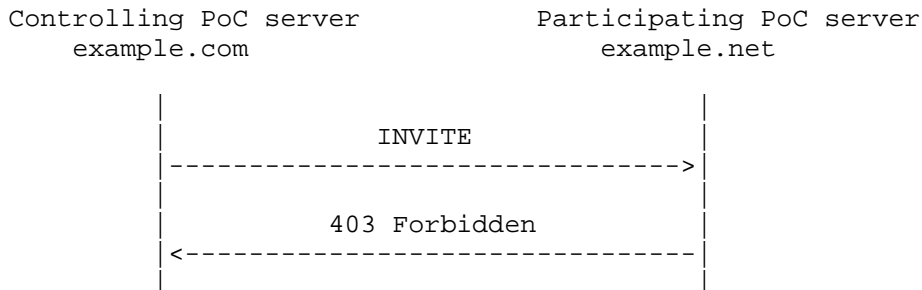 Controlling PoC server Participating PoC server
example.com example.net
INVITE
403 Forbidden